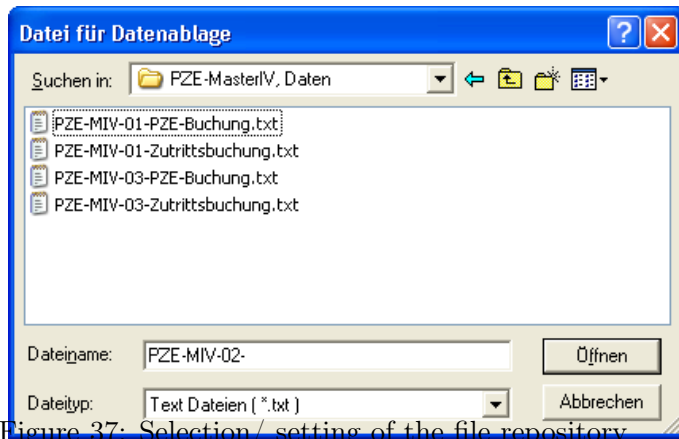 Datei für Datenablage
Suchen in: PZE-MasterIV, Daten
PZE-MIV-01-PZE-Buchung.txt
PZE-MIV-01-Zutrittsbuchung.txt
PZE-MIV-03-PZE-Buchung.txt
PZE-MIV-03-Zutrittsbuchung.txt
Dateiname: PZE-MIV-02- Öffnen
Dateityp: Text Dateien ( *.txt ) Abbrechen
Figure 37: Selection/ setting of the file repository